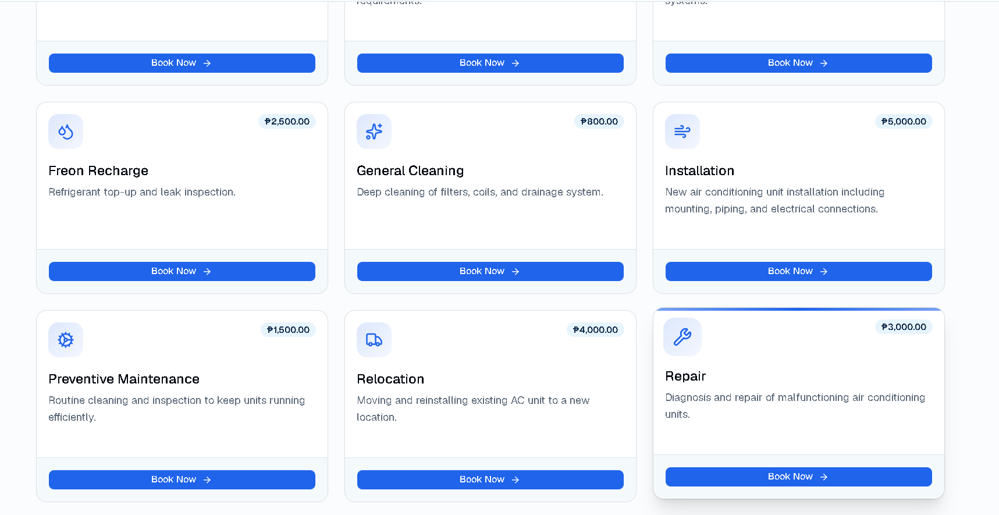 requirements.
systems.
Book Now
Book Now
Book Now
₱2,500.00
Freon Recharge
Refrigerant top-up and leak inspection.
Book Now
₱800.00
General Cleaning
Deep cleaning of filters, coils, and drainage system.
Book Now
₱5,000.00
Installation
New air conditioning unit installation including
mounting, piping, and electrical connections.
Book Now
₱1,500.00
Preventive Maintenance
Routine cleaning and inspection to keep units running
efficiently.
Book Now
₱4,000.00
Relocation
Moving and reinstalling existing AC unit to a new
location.
Book Now
₱3,000.00
Repair
Diagnosis and repair of malfunctioning air conditioning
units.
Book Now